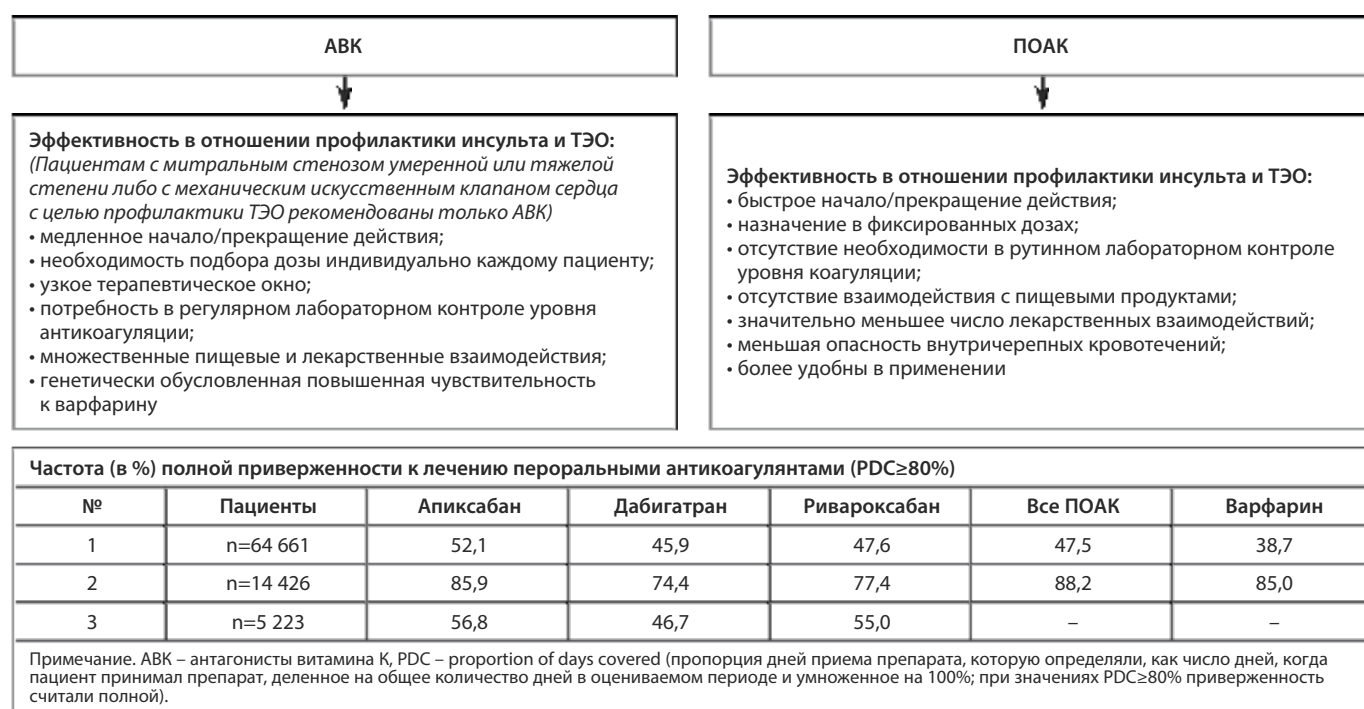 АВК
ПОАК
Эффективность в отношении профилактики инсульта и ТЭО:
(Пациентам с митральным стенозом умеренной или тяжелой
степени либо с механическим искусственным клапаном сердца
с целью профилактики ТЭО рекомендованы только АВК)
• медленное начало/прекращение действия;
• необходимость подбора дозы индивидуально каждому пациенту;
• узкое терапевтическое окно;
• потребность в регулярном лабораторном контроле уровня
антикоагуляции;
• множественные пищевые и лекарственные взаимодействия;
• генетически обусловленная повышенная чувствительность
к варфарину
Эффективность в отношении профилактики инсульта и ТЭО:
• быстрое начало/прекращение действия;
• назначение в фиксированных дозах;
• отсутствие необходимости в рутинном лабораторном контроле
уровня коагуляции;
• отсутствие взаимодействия с пищевыми продуктами;
• значительно меньшее число лекарственных взаимодействий;
• меньшая опасность внутричерепных кровотечений;
• более удобны в применении
Частота (в %) полной приверженности к лечению пероральными антикоагулянтами (PDC≥80%)
№ Пациенты Апиксабан Дабигатран Ривароксабан Все ПОАК Варфарин
1 n=64 661 52,1 45,9 47,6 47,5 38,7
2 n=14 426 85,9 74,4 77,4 88,2 85,0
3 n=5 223 56,8 46,7 55,0 – –
Примечание. АВК – антагонисты витамина К, PDC – proportion of days covered (пропорция дней приема препарата, которую определяли, как число дней, когда
пациент принимал препарат, деленное на общее количество дней в оцениваемом периоде и умноженное на 100%; при значениях PDC≥80% приверженность
считали полной).